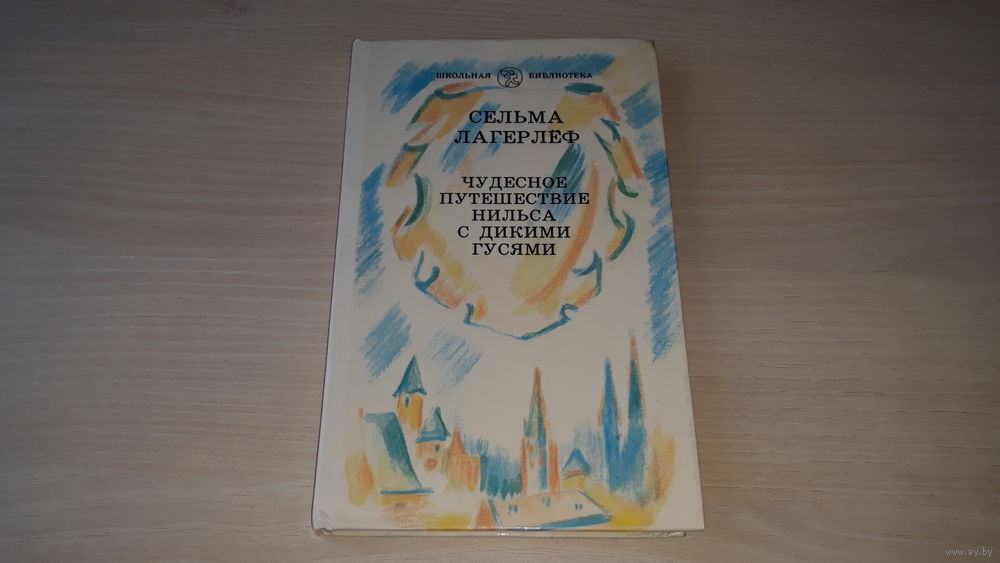 ШКОЛЬНАЯ БИБЛИОТЕКА
СЕЛЬМА
ЛАГЕРЛЁФ
ЧУДЕСНОЕ
ПУТЕШЕСТВИЕ
НИЛЬСА
С ДИКИМИ
ГУСЯМИ
www.ay.by